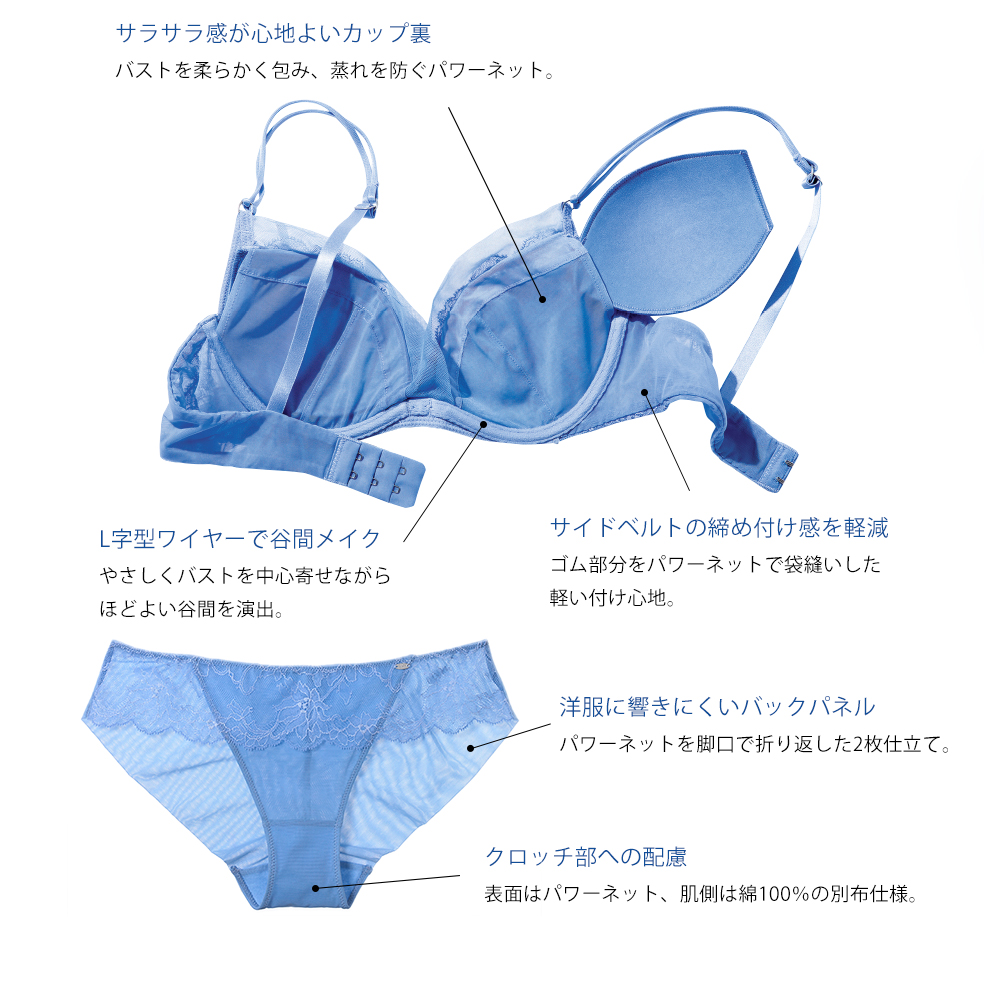 サラサラ感が心地よいカップ裏
バストを柔らかく包み、蒸れを防ぐパワーネット。
L字型ワイヤーで谷間メイク
やさしくバストを中心寄せながら
ほどよい谷間を演出。
サイドベルトの締め付け感を軽減
ゴム部分をパワーネットで袋縫いした
軽い付け心地。
洋服に響きにくいバックパネル
パワーネットを脚口で折り返した2枚仕立て。
クロッチ部への配慮
表面はパワーネット、肌側は綿100%の別布仕様。